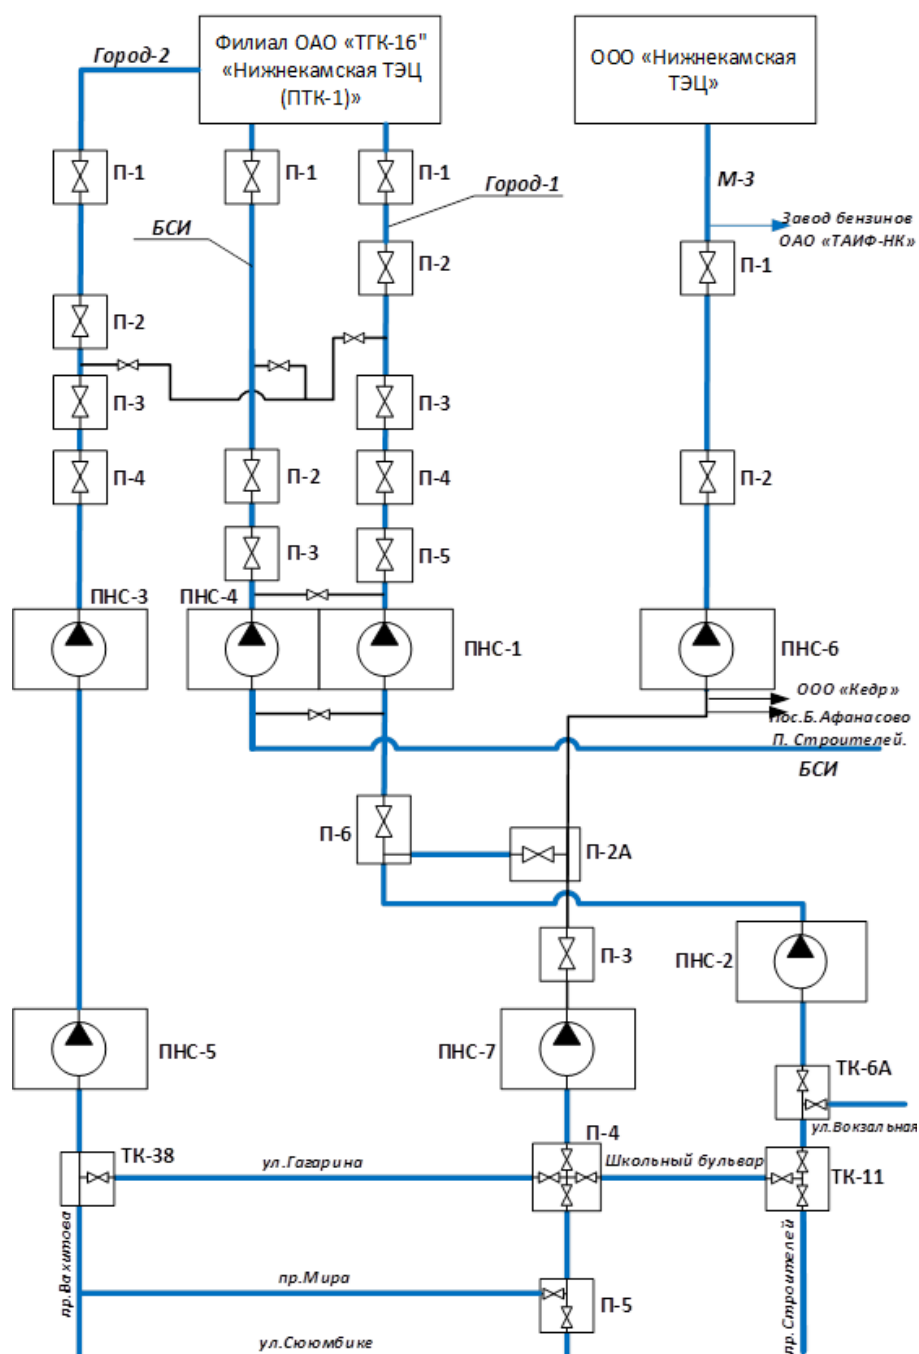 Город-2
Филиал ОАО «ТГК-16"
«Нижнекамская ТЭЦ
(ПТК-1)»
ООО «Нижнекамская
ТЭЦ»
П-1
П-1
П-1
М-3
Город-1
БСИ
Завод бензинов
ОАО «ТАИФ-НК»
П-2
П-1
П-2
П-3
П-3
П-4
П-2
П-4
П-2
П-3
П-5
ПНС-3
ПНС-4
ПНС-1
ПНС-6
ООО «Кедр»
Пос.Б.Афанасово
П. Строителей.
БСИ
П-6
П-2А
П-3
ПНС-2
ПНС-5
ПНС-7
ТК-6А
ул.Вокзальная
П-4
ТК-38
ул.Гагарина
Школьный бульвар
ТК-11
пр.Вахитова
пр.Мира
П-5
пр.Строителей
ул.Сююмбике